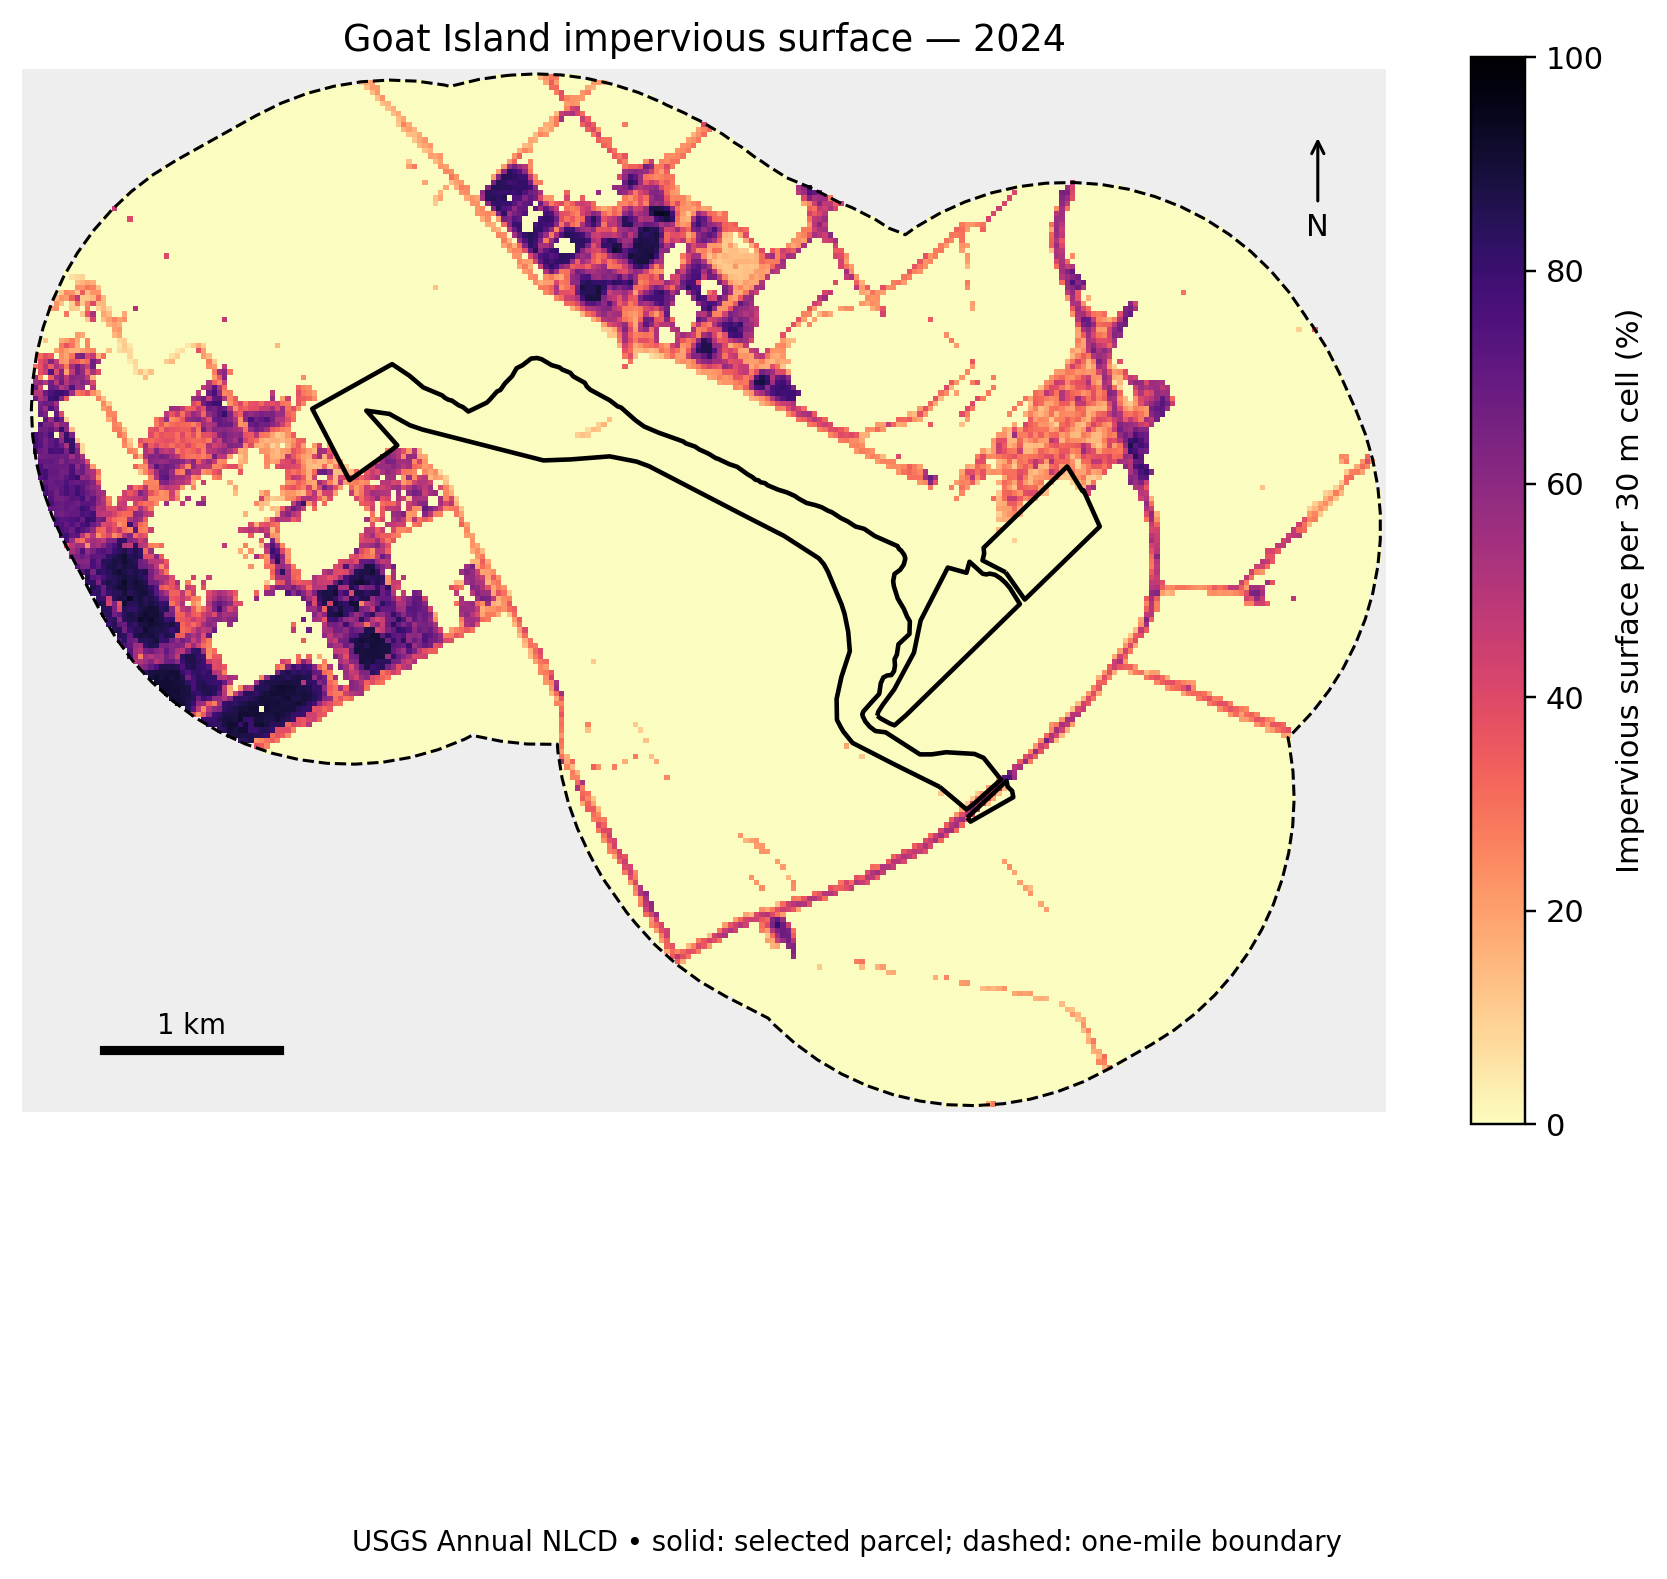 Goat Island impervious surface — 2024
N
1 km
100
80
60
40
20
0
Impervious surface per 30 m cell (%)
USGS Annual NLCD • solid: selected parcel; dashed: one-mile boundary